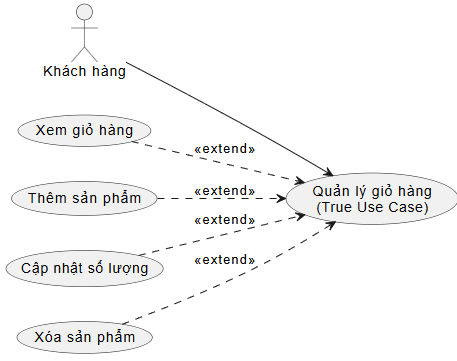 Khách hàng
Xem giỏ hàng
«extend»
Thêm sản phẩm
«extend»
Quản lý giỏ hàng
(True Use Case)
«extend»
Cập nhật số lượng
«extend»
Xóa sản phẩm